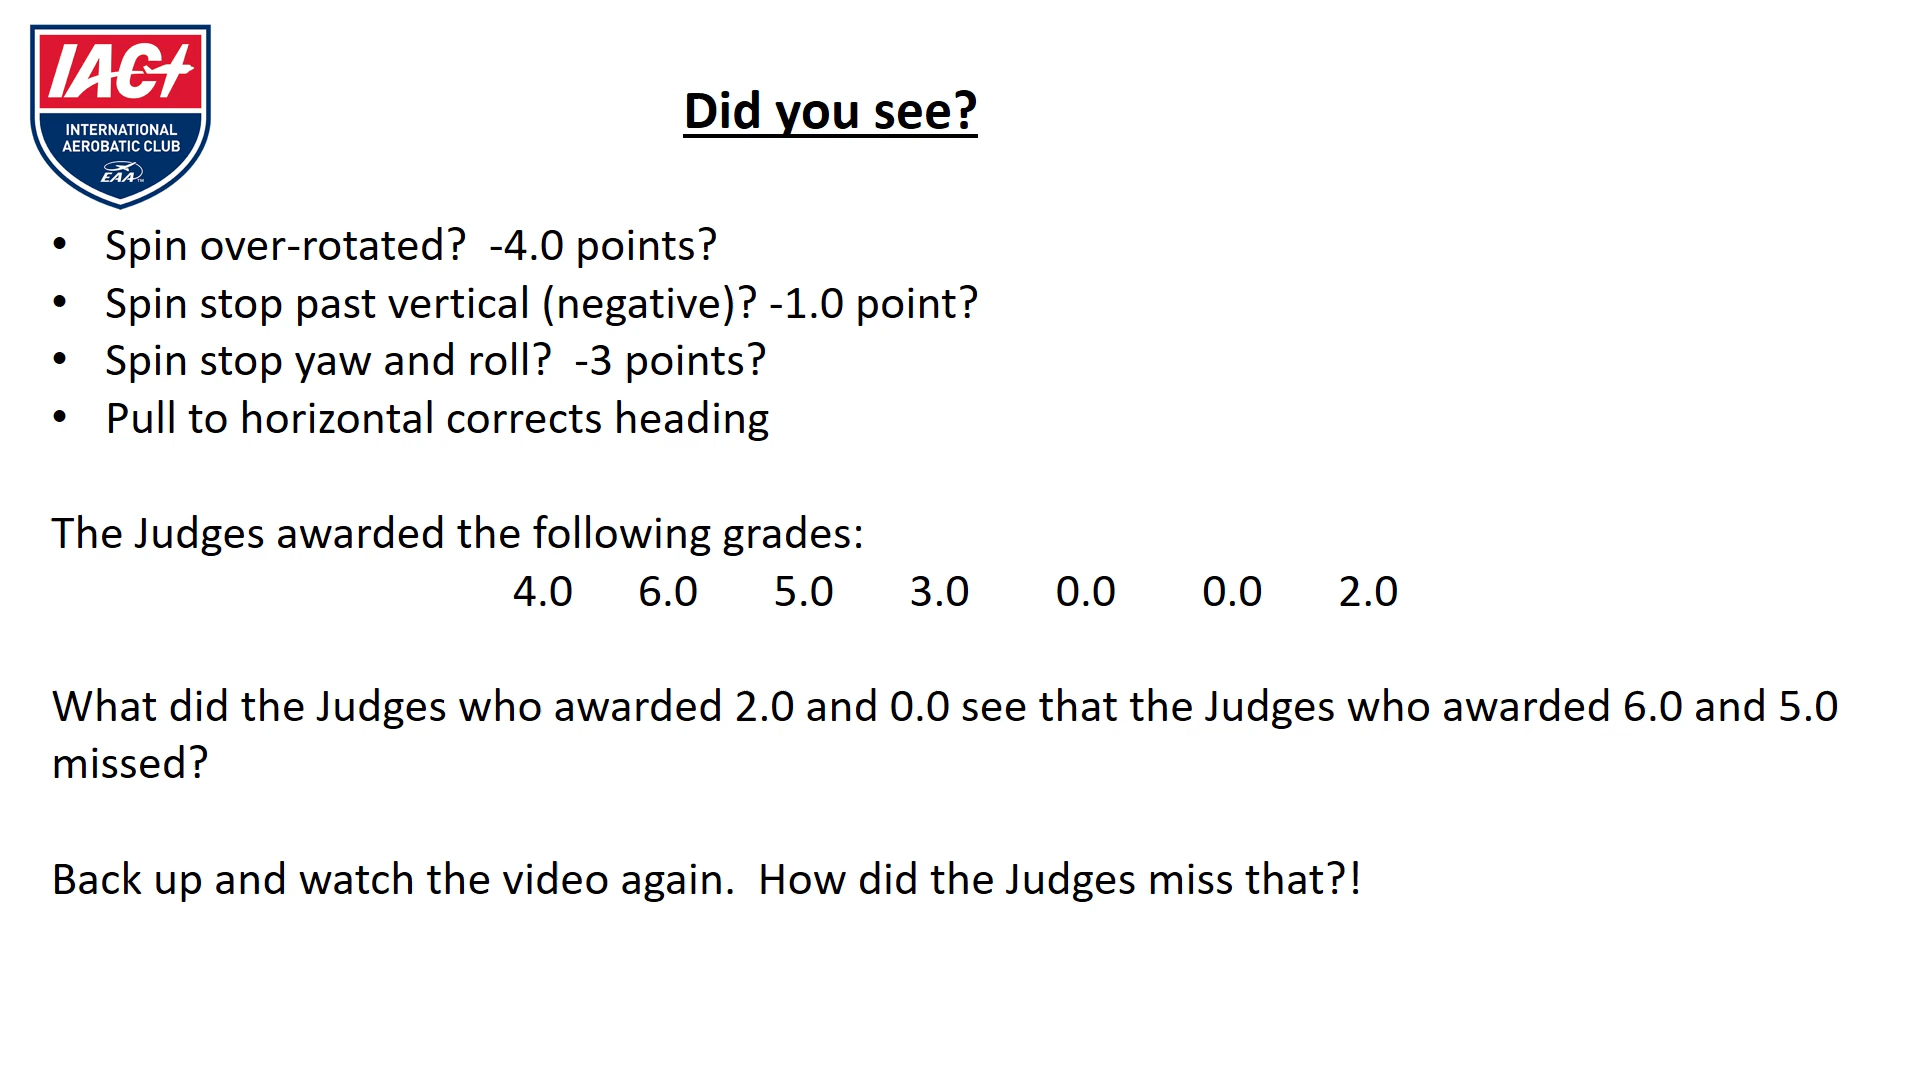 IAC
INTERNATIONAL
AEROBATIC CLUB
EAA™
Did you see?
• Spin over-rotated?  -4.0 points?
• Spin stop past vertical (negative)? -1.0 point?
• Spin stop yaw and roll?  -3 points?
• Pull to horizontal corrects heading
The Judges awarded the following grades:
4.0 6.0 5.0 3.0 0.0 0.0 2.0
What did the Judges who awarded 2.0 and 0.0 see that the Judges who awarded 6.0 and 5.0
missed?
Back up and watch the video again.  How did the Judges miss that?!